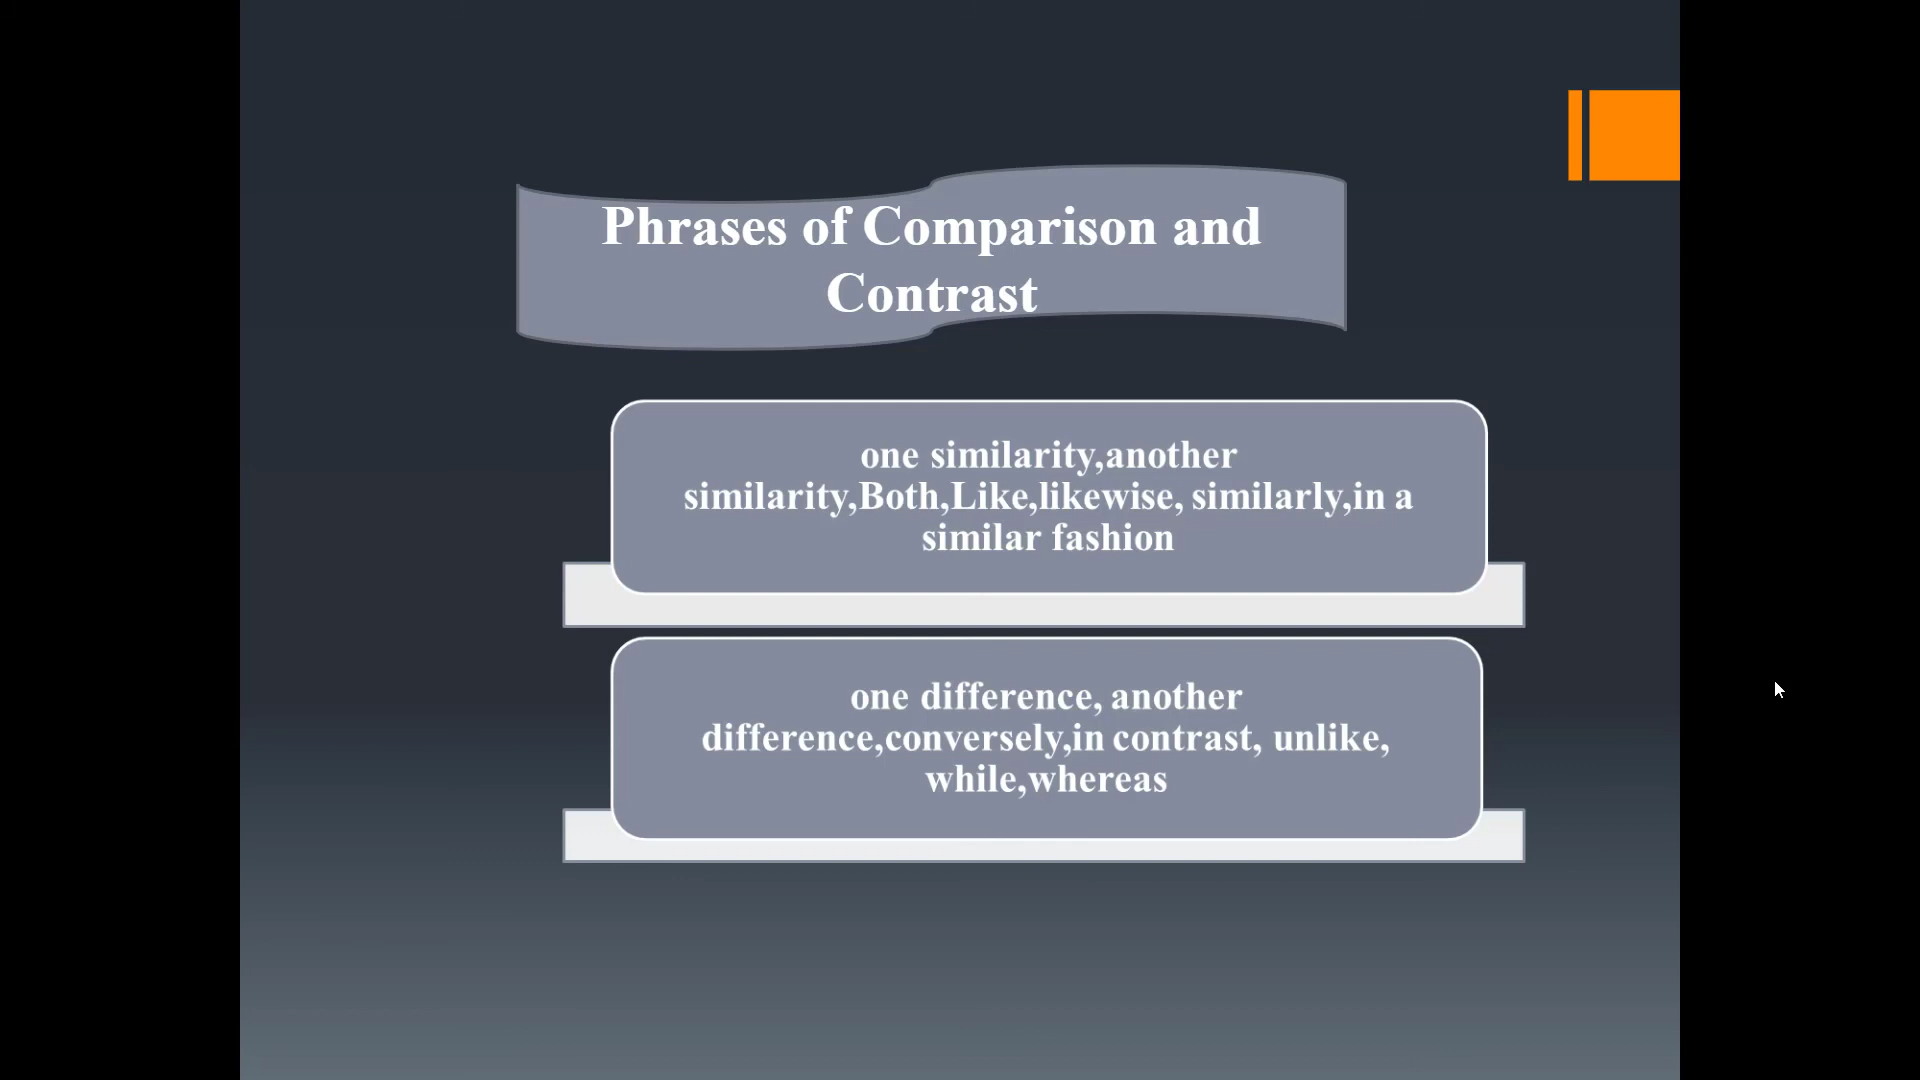 Phrases of Comparison and
Contrast
one similarity,another
similarity,Both,Like,likewise, similarly,in a
similar fashion
one difference, another
difference,conversely,in contrast, unlike,
while,whereas